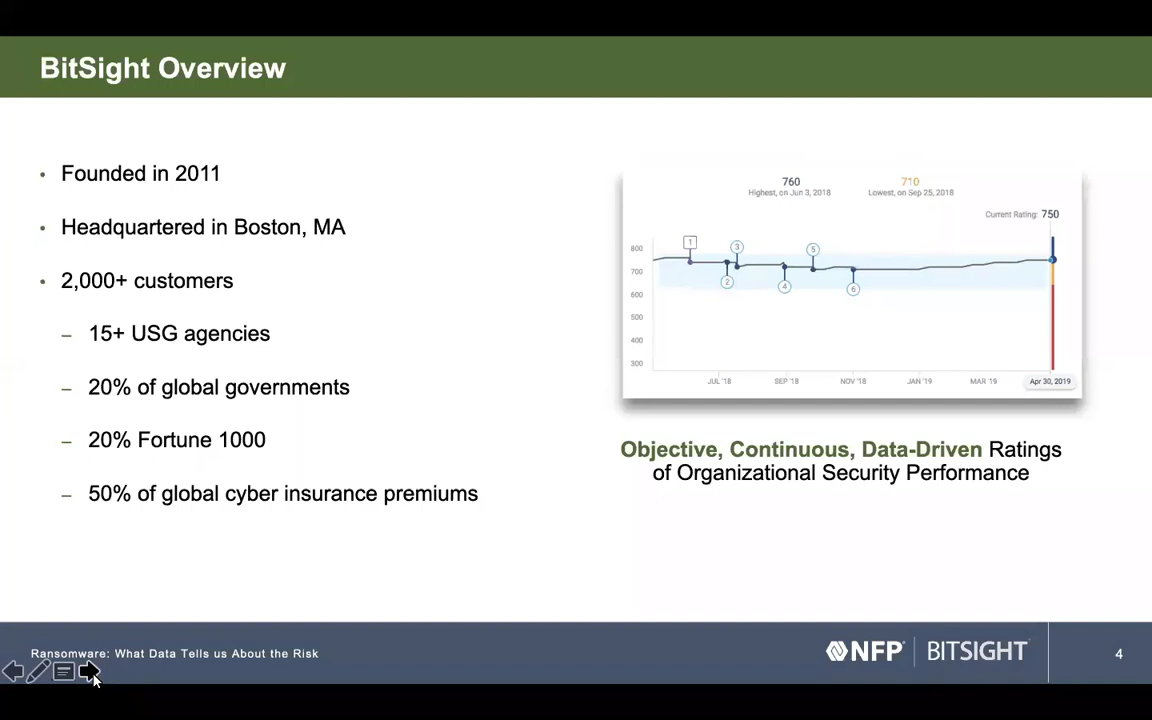 BitSight Overview
• Founded in 2011
• Headquartered in Boston, MA
• 2,000+ customers
– 15+ USG agencies
– 20% of global governments
– 20% Fortune 1000
– 50% of global cyber insurance premiums
760
Highest, on Jun 3, 2018
710
Lowest, on Sep 25, 2018
Current Rating: 750
800
700
600
500
400
300
1
2
3
4
5
6
JUL '18
SEP '18
NOV '18
JAN '19
MAR '19
Apr 30, 2019
Objective, Continuous, Data-Driven Ratings
of Organizational Security Performance
Ransomware: What Data Tells us About the Risk
NFP
BITSIGHT
4